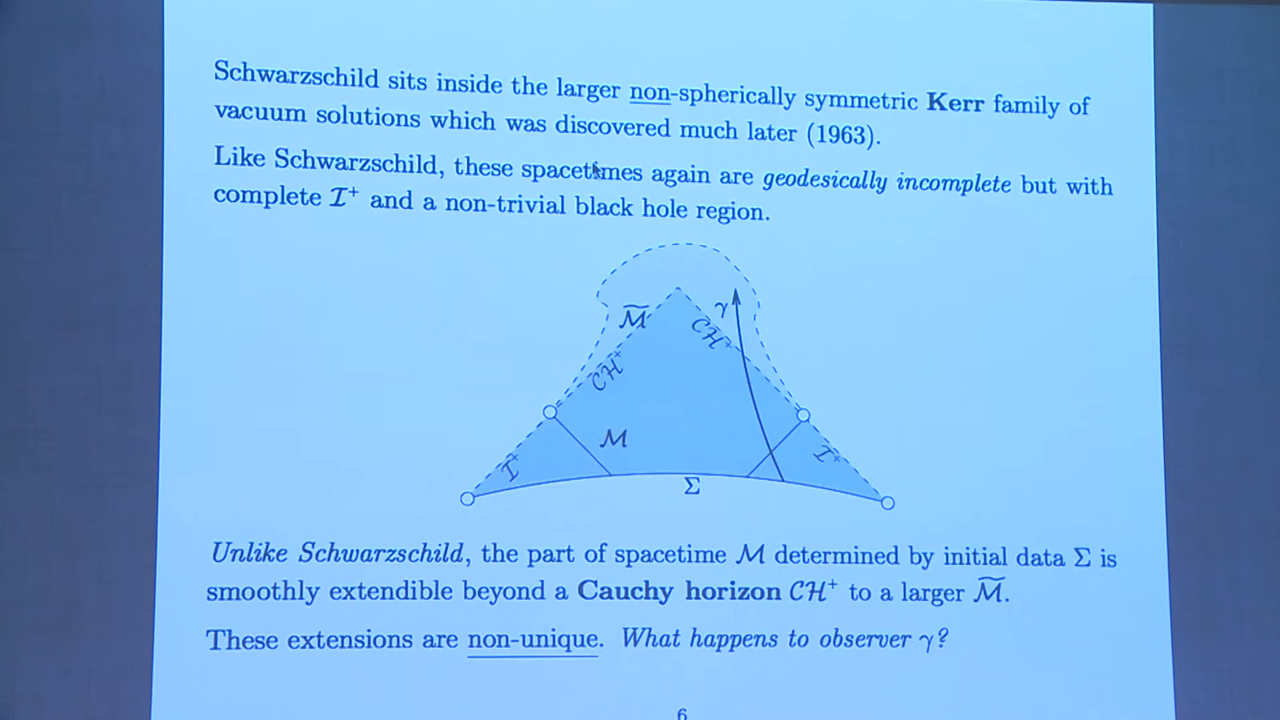 Schwarzschild sits inside the larger non-spherically symmetric Kerr family of
vacuum solutions which was discovered much later (1963).
Like Schwarzschild, these spacetimes again are geodesically incomplete but with
complete I⁺ and a non-trivial black hole region.
M̃
γ
CH⁺
CH⁺
M
I⁺
I⁺
Σ
Unlike Schwarzschild, the part of spacetime M determined by initial data Σ is
smoothly extendible beyond a Cauchy horizon CH⁺ to a larger M̃.
These extensions are non-unique. What happens to observer γ?
6